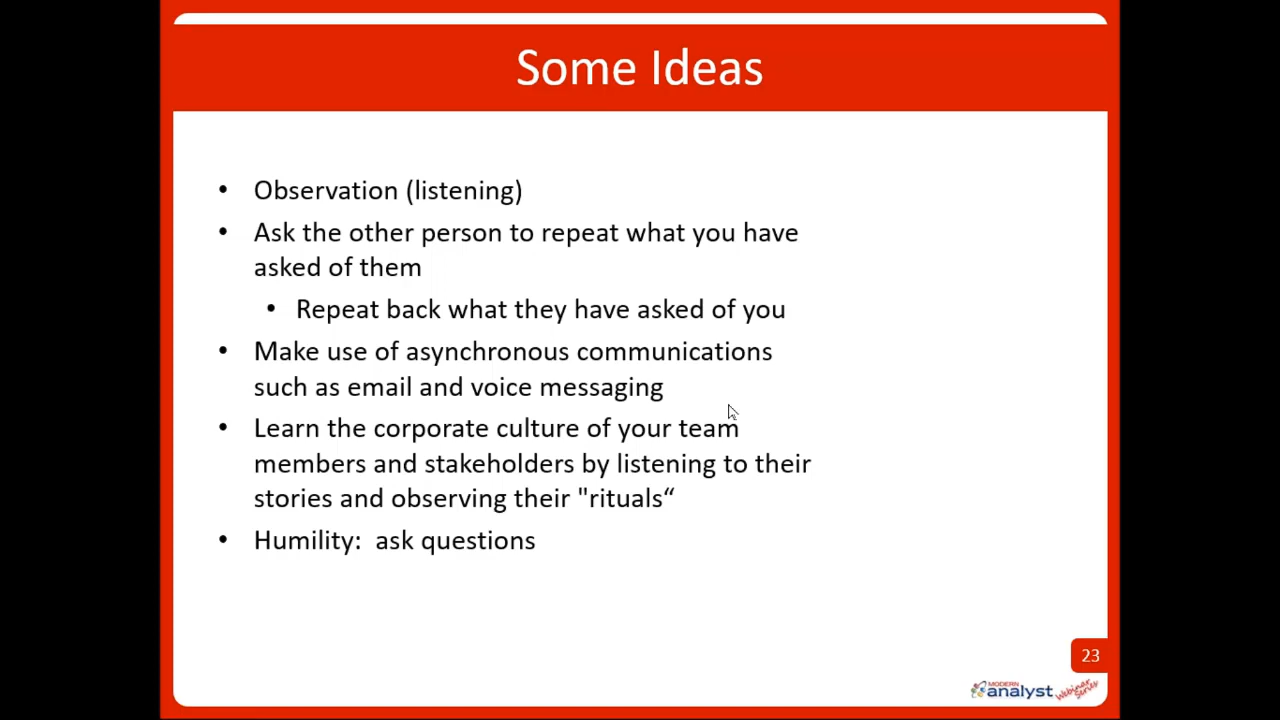 Some Ideas
• Observation (listening)
• Ask the other person to repeat what you have
asked of them
• Repeat back what they have asked of you
• Make use of asynchronous communications
such as email and voice messaging
• Learn the corporate culture of your team
members and stakeholders by listening to their
stories and observing their "rituals“
• Humility:  ask questions
23
MODERN
analyst Webinar
Series